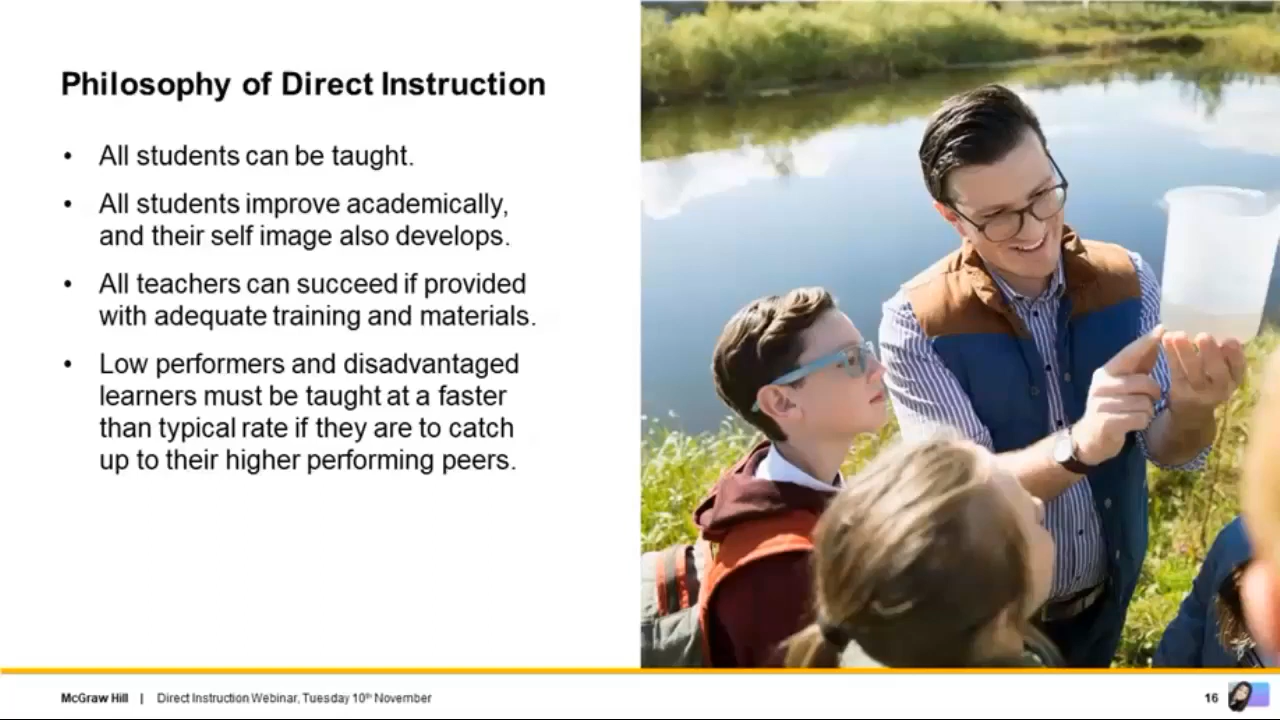 Philosophy of Direct Instruction
• All students can be taught.
• All students improve academically,
and their self image also develops.
• All teachers can succeed if provided
with adequate training and materials.
• Low performers and disadvantaged
learners must be taught at a faster
than typical rate if they are to catch
up to their higher performing peers.
McGraw Hill | Direct Instruction Webinar, Tuesday 10th November
16